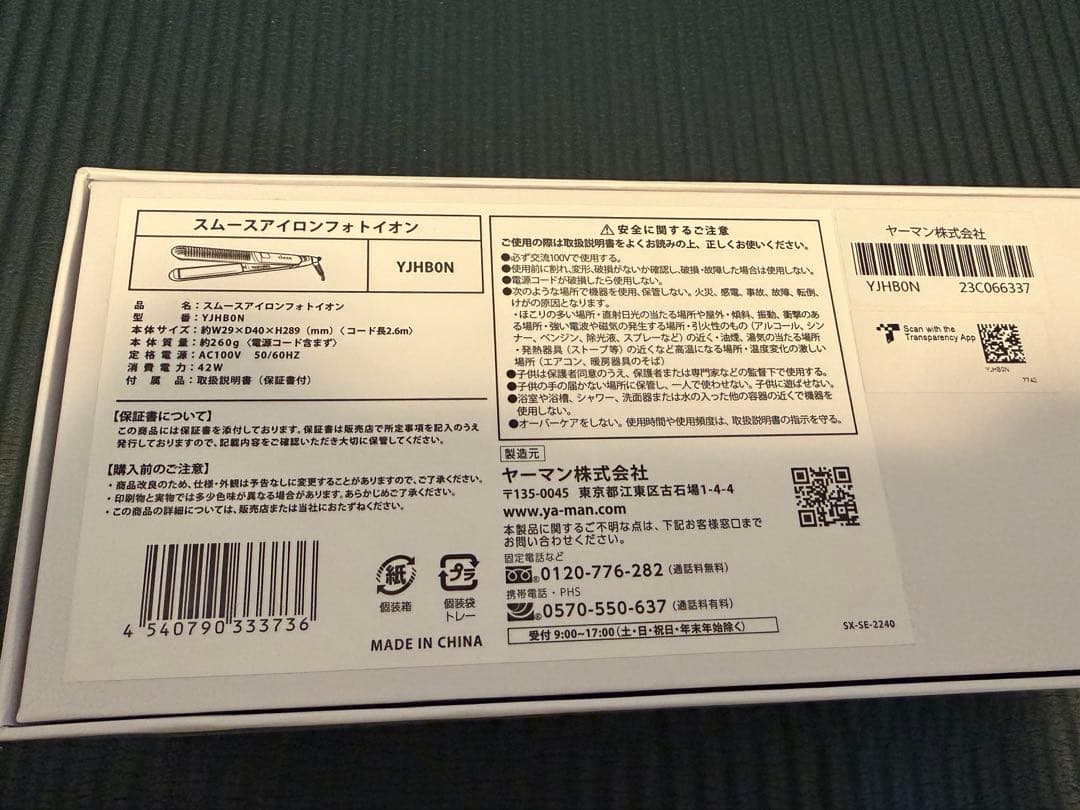 スムースアイロンフォトイオン
YJHB0N
品 名：スムースアイロンフォトイオン
型 番：YJHB0N
本体サイズ：約W29×D40×H289（mm）〈コード長2.6m〉
本体質量：約260g〈電源コード含まず〉
定格電源：AC100V 50/60HZ
消費電力：42W
付属品：取扱説明書（保証書付）
【保証書について】
この商品には保証書を添付しております。保証書は販売店で所定事項を記入のうえ
発行しておりますので、記載内容をご確認いただき大切に保管してください。
【購入前のご注意】
・商品改良のため、仕様・外観は予告なしに変更することがありますので、ご了承ください。
・印刷物と実物では多少色味が異なる場合があります。あらかじめご了承ください。
・この商品の詳細については、販売店または当社におたずねください。
4 540790 333736
紙
個装箱
プラ
個装袋
トレー
MADE IN CHINA
⚠安全に関するご注意
ご使用の際は取扱説明書をよくお読みの上、正しくお使いください。
●必ず交流100Vで使用する。
●使用前に割れ、変形、破損がないか確認し、破損・故障した場合は使用しない。
●電源コードが破損したら使用しない。
●次のような場所で機器を使用、保管しない。火災、感電、事故、故障、転倒、
けがの原因となります。
・ほこりの多い場所・直射日光の当たる場所や屋外・傾斜、振動、衝撃のあ
る場所・強い電波や磁気の発生する場所・引火性のもの（アルコール、シン
ナー、ベンジン、除光液、スプレーなど）の近く・油煙、湯気の当たる場所
・発熱器具（ストーブ等）の近くなど高温になる場所・温度変化の激しい
場所（エアコン、暖房器具のそば）
●子供は保護者同意のうえ、保護者または専門家などの監督下で使用する。
●子供の手の届かない場所に保管し、一人で使わせない。子供に遊ばせない。
●浴室や浴槽、シャワー、洗面器または水の入った他の容器の近くで機器を
使用しない。
●オーバーケアをしない。使用時間や使用頻度は、取扱説明書の指示を守る。
製造元
ヤーマン株式会社
〒135-0045 東京都江東区古石場1-4-4
www.ya-man.com
本製品に関するご不明な点は、下記お客様窓口まで
お問い合わせください。
固定電話など
0120-776-282（通話料無料）
携帯電話・PHS
0570-550-637（通話料有料）
受付 9:00~17:00（土・日・祝日・年末年始除く）
SX-SE-2240
ヤーマン株式会社
YJHB0N 23C066337
Scan with the
Transparency App
YJHB0N